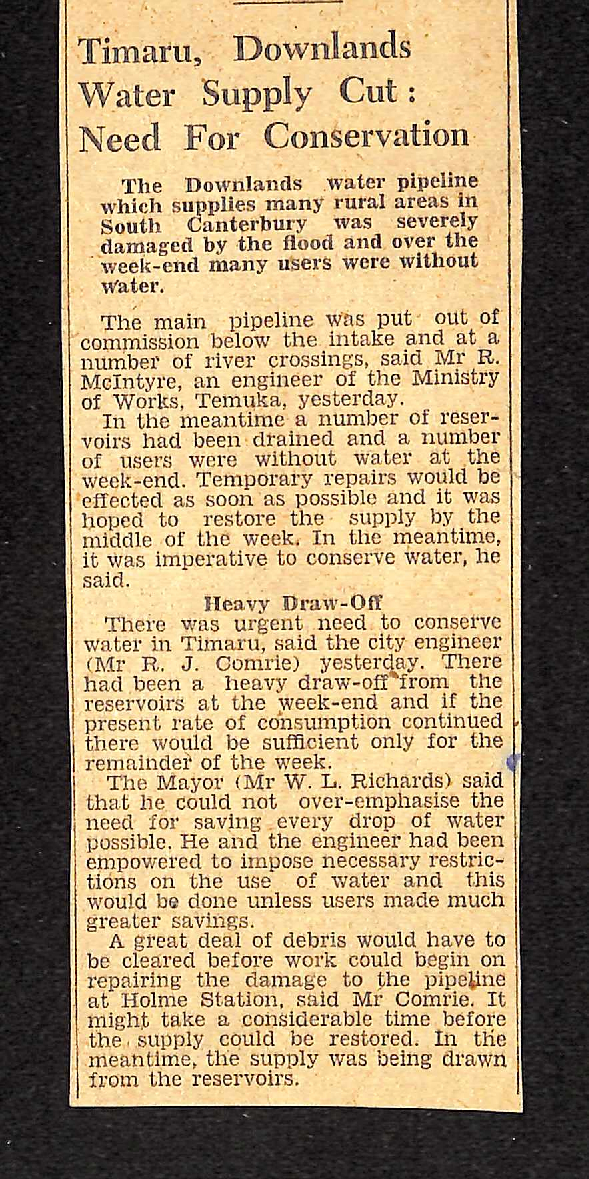 Timaru, Downlands
Water Supply Cut :
Need For Conservation
The Downlands water pipeline
which supplies many rural areas in
South Canterbury was severely
damaged by the flood and over the
week-end many users were without
water.
The main pipeline was put out of
commission below the intake and at a
number of river crossings, said Mr R.
McIntyre, an engineer of the Ministry
of Works, Temuka, yesterday.
In the meantime a number of reser-
voirs had been drained and a number
of users were without water at the
week-end. Temporary repairs would be
effected as soon as possible and it was
hoped to restore the supply by the
middle of the week. In the meantime,
it was imperative to conserve water, he
said.
Heavy Draw-Off
There was urgent need to conserve
water in Timaru, said the city engineer
(Mr R. J. Comrie) yesterday. There
had been a heavy draw-off from the
reservoirs at the week-end and if the
present rate of consumption continued
there would be sufficient only for the
remainder of the week.
The Mayor (Mr W. L. Richards) said
that he could not over-emphasise the
need for saving every drop of water
possible. He and the engineer had been
empowered to impose necessary restric-
tions on the use of water and this
would be done unless users made much
greater savings.
A great deal of debris would have to
be cleared before work could begin on
repairing the damage to the pipeline
at Holme Station, said Mr Comrie. It
might take a considerable time before
the supply could be restored. In the
meantime, the supply was being drawn
from the reservoirs.